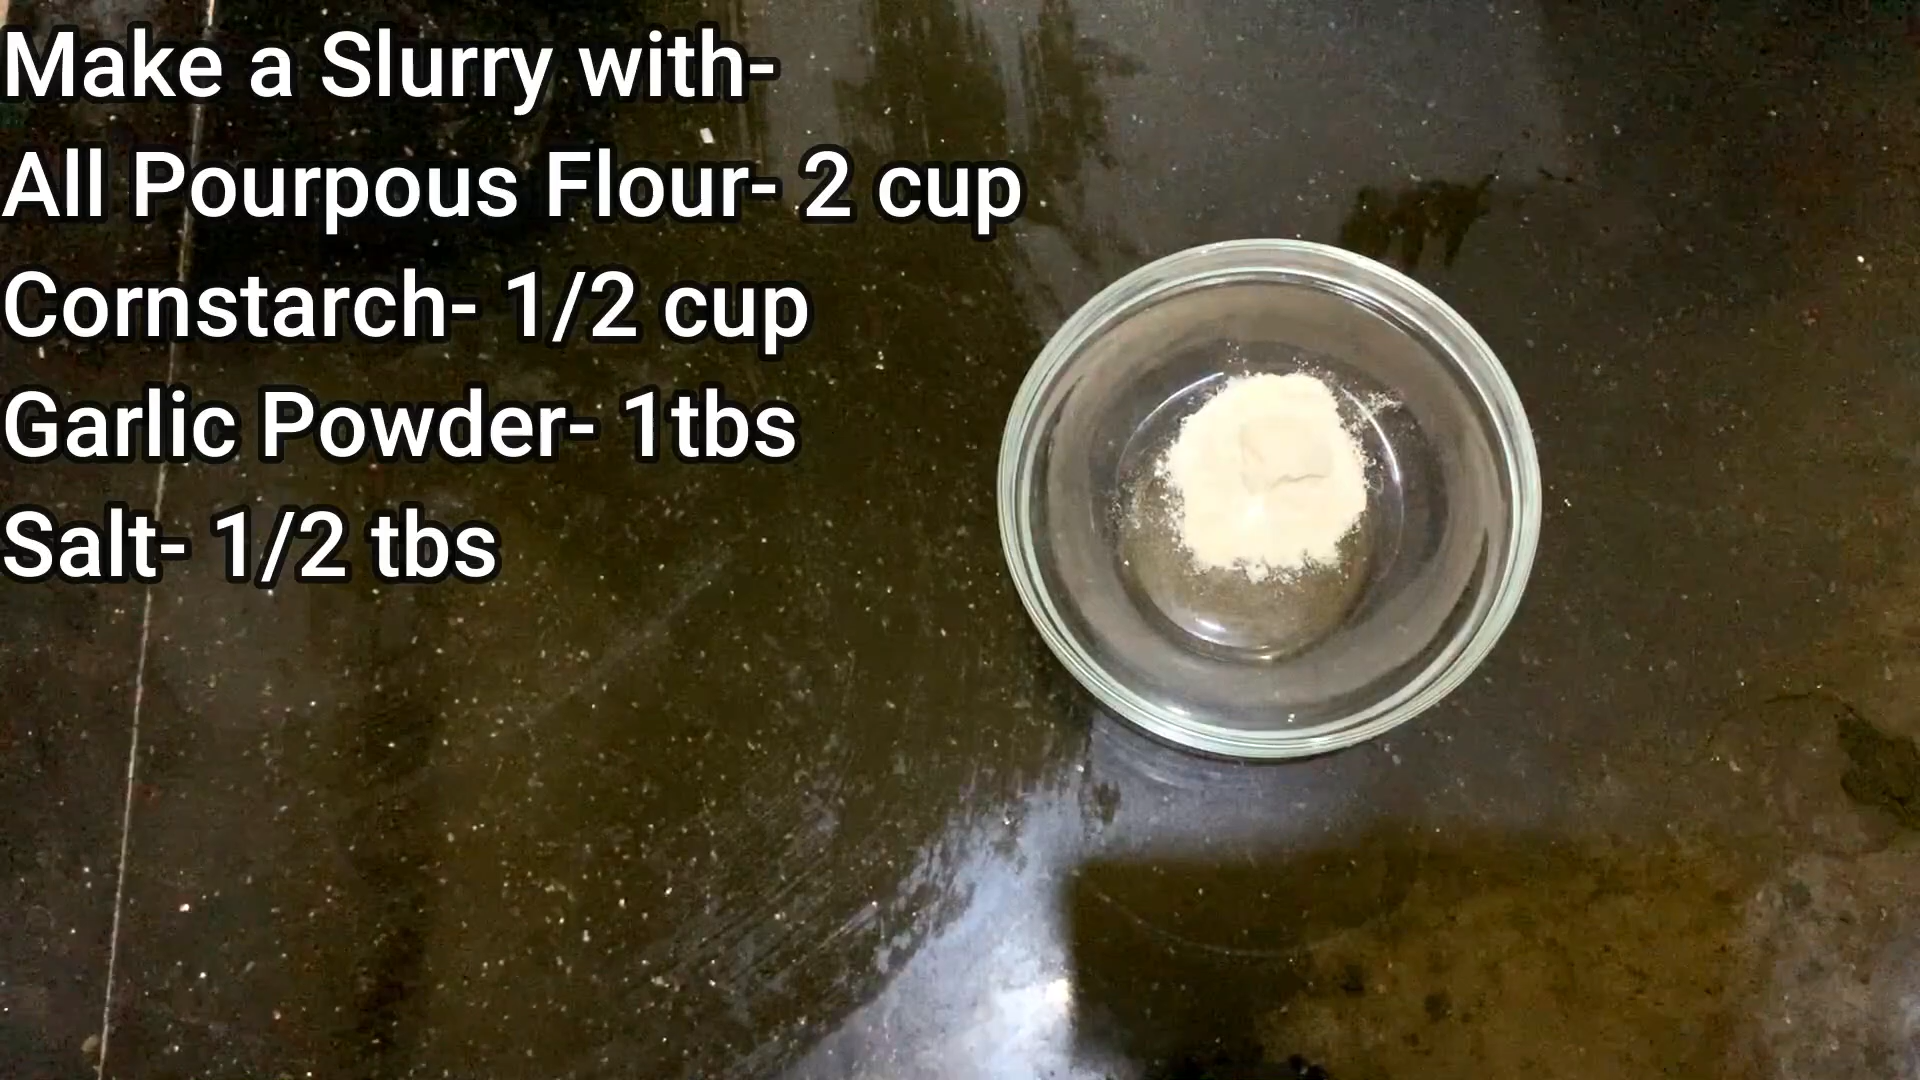 Make a Slurry with-
All Pourpous Flour- 2 cup
Cornstarch- 1/2 cup
Garlic Powder- 1tbs
Salt- 1/2 tbs